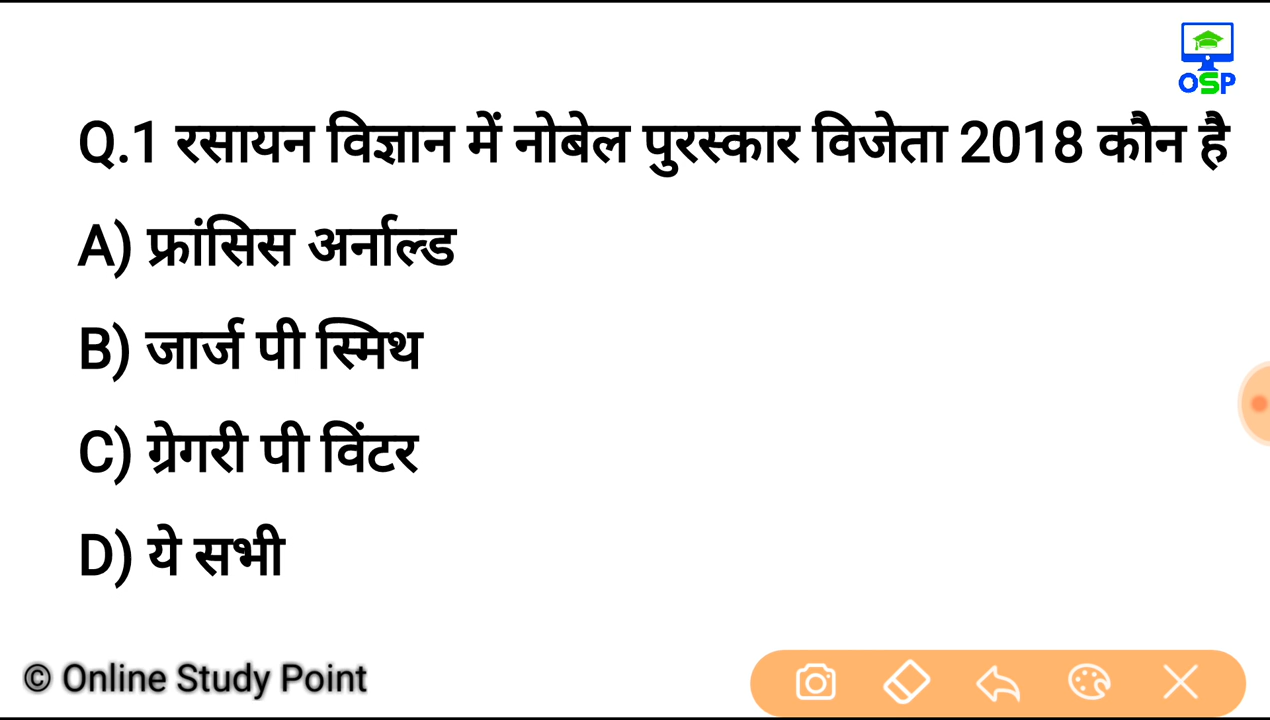 OSP
Q.1 रसायन विज्ञान में नोबेल पुरस्कार विजेता 2018 कौन है
A) फ्रांसिस अर्नाल्ड
B) जार्ज पी स्मिथ
C) ग्रेगरी पी विंटर
D) ये सभी
© Online Study Point